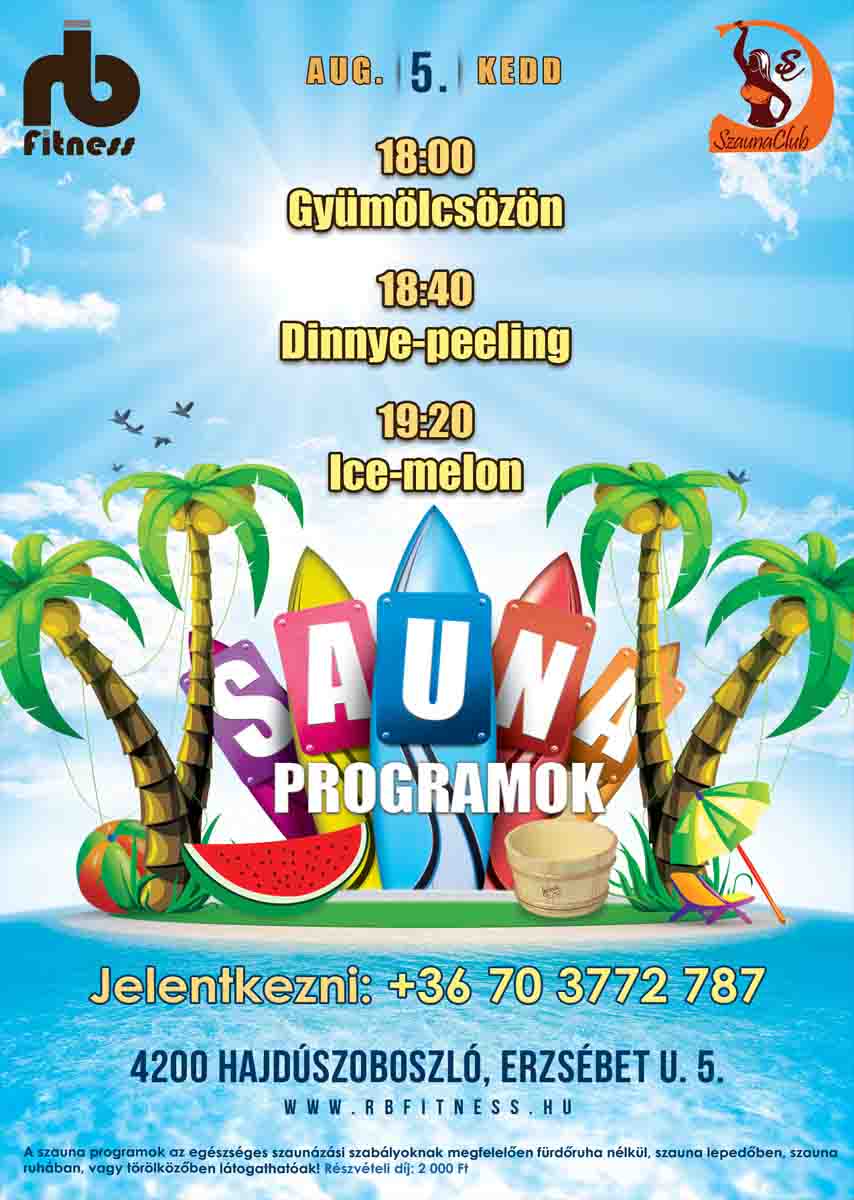 rb
Fitness
AUG. | 5. | KEDD
SC
SzaunaClub
18:00
Gyümölcsözön
18:40
Dinnye-peeling
19:20
Ice-melon
SAUNA
PROGRAMOK
Jelentkezni: +36 70 3772 787
4200 HAJDÚSZOBOSZLÓ, ERZSÉBET U. 5.
WWW.RBFITNESS.HU
A szauna programok az egészséges szaunázási szabályoknak megfelelően fürdőruha nélkül, szauna lepedőben, szauna
ruhában, vagy törölközőben látogathatóak! Részvételi díj: 2 000 Ft